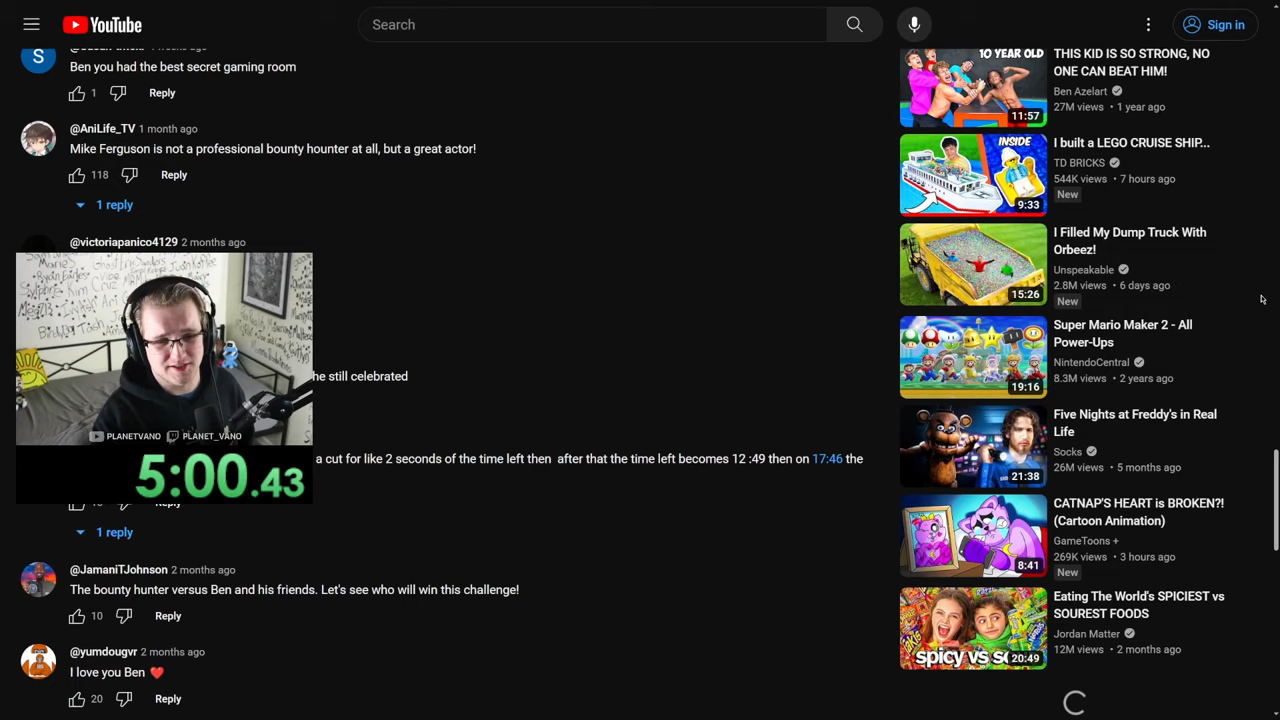 YouTube
Search
Sign in
Ben you had the best secret gaming room
1
Reply
@AniLife_TV 1 month ago
Mike Ferguson is not a professional bounty hounter at all, but a great actor!
118
Reply
1 reply
@victoriapanico4129 2 months ago
he still celebrated
PLANETVANO PLANET_VANO
5:00.43
a cut for like 2 seconds of the time left then after that the time left becomes 12 :49 then on 17:46 the
Reply
1 reply
@JamaniTJohnson 2 months ago
The bounty hunter versus Ben and his friends. Let's see who will win this challenge!
10
Reply
@yumdougvr 2 months ago
I love you Ben ❤️
20
Reply
10 YEAR OLD
11:57
THIS KID IS SO STRONG, NO
ONE CAN BEAT HIM!
Ben Azelart
27M views • 1 year ago
INSIDE
9:33
I built a LEGO CRUISE SHIP...
TD BRICKS
544K views • 7 hours ago
New
15:26
I Filled My Dump Truck With
Orbeez!
Unspeakable
2.8M views • 6 days ago
New
19:16
Super Mario Maker 2 - All
Power-Ups
NintendoCentral
8.3M views • 2 years ago
21:38
Five Nights at Freddy's in Real
Life
Socks
26M views • 5 months ago
8:41
CATNAP'S HEART is BROKEN?!
(Cartoon Animation)
GameToons +
269K views • 3 hours ago
New
spicy vs so
20:49
Eating The World's SPICIEST vs
SOUREST FOODS
Jordan Matter
12M views • 2 months ago